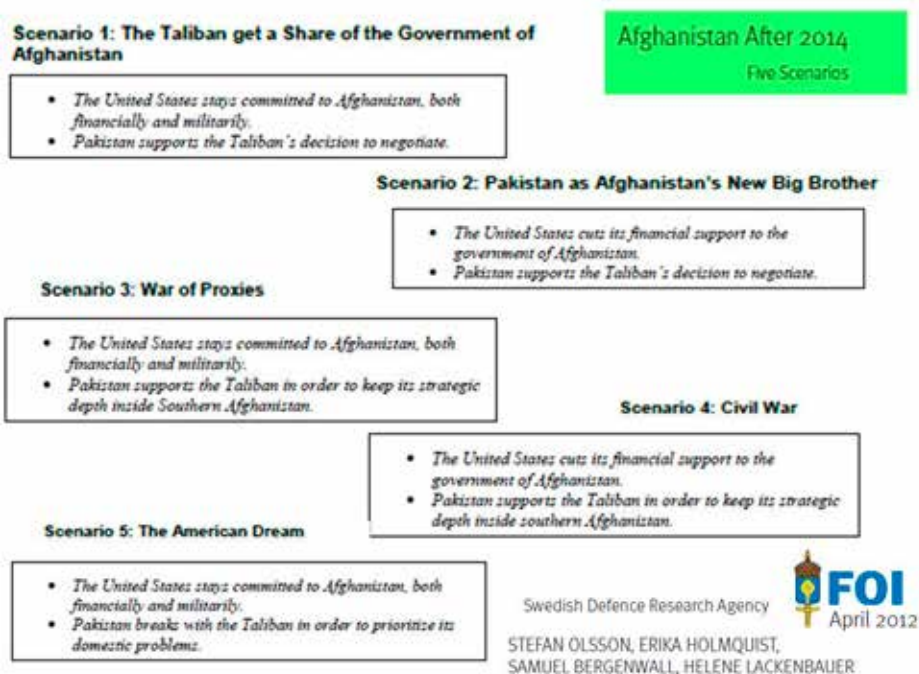 Scenario 1: The Taliban get a Share of the Government of
Afghanistan
Afghanistan After 2014
Five Scenarios
• The United States stays committed to Afghanistan, both
financially and militarily.
• Pakistan supports the Taliban´s decision to negotiate.
Scenario 2: Pakistan as Afghanistan's New Big Brother
• The United States cuts its financial support to the
government of Afghanistan.
• Pakistan supports the Taliban´s decision to negotiate.
Scenario 3: War of Proxies
• The United States stays committed to Afghanistan, both
financially and militarily.
• Pakistan supports the Taliban in order to keep its strategic
depth inside Southern Afghanistan.
Scenario 4: Civil War
• The United States cuts its financial support to the
government of Afghanistan.
• Pakistan supports the Taliban in order to keep its strategic
depth inside southern Afghanistan.
Scenario 5: The American Dream
• The United States stays committed to Afghanistan, both
financially and militarily.
• Pakistan breaks with the Taliban in order to prioritize its
domestic problems.
Swedish Defence Research Agency
FOI
April 2012
STEFAN OLSSON, ERIKA HOLMQUIST,
SAMUEL BERGENWALL, HELENE LACKENBAUER